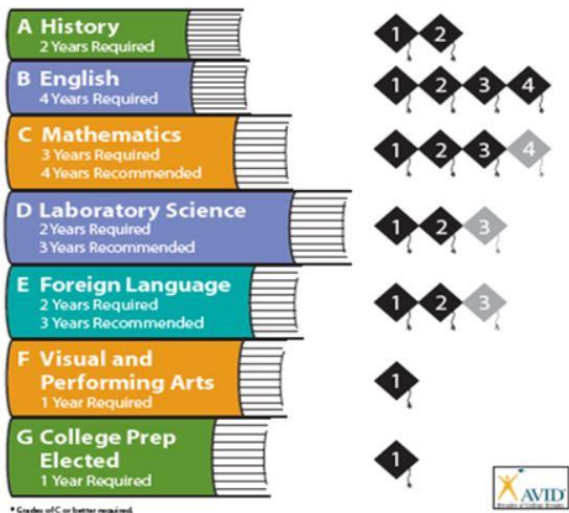 A History
2 Years Required
1 2
B English
4 Years Required
1 2 3 4
C Mathematics
3 Years Required
4 Years Recommended
1 2 3 4
D Laboratory Science
2 Years Required
3 Years Recommended
1 2 3
E Foreign Language
2 Years Required
3 Years Recommended
1 2 3
F Visual and
Performing Arts
1 Year Required
1
G College Prep
Elected
1 Year Required
1
* Grades of C or better required.
AVID